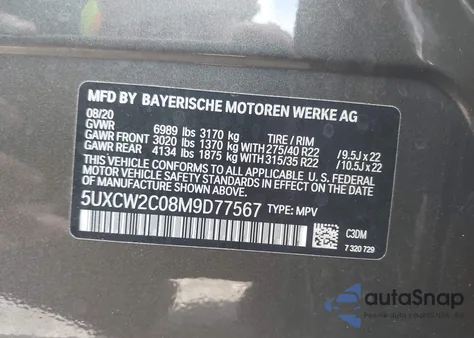 MFD BY BAYERISCHE MOTOREN WERKE AG
08/20
GVWR 6989 lbs 3170 kg TIRE / RIM
GAWR FRONT 3020 lbs 1370 kg WITH 275/40 R22 / 9.5J x 22
GAWR REAR 4134 lbs 1875 kg WITH 315/35 R22 / 10.5J x 22
THIS VEHICLE CONFORMS TO ALL APPLICABLE U.S. FEDERAL
MOTOR VEHICLE SAFETY STANDARDS IN EFFECT ON THE
DATE OF MANUFACTURE SHOWN ABOVE.
5UXCW2C08M9D77567 TYPE: MPV
C3DM
7 320 729
autoSnap